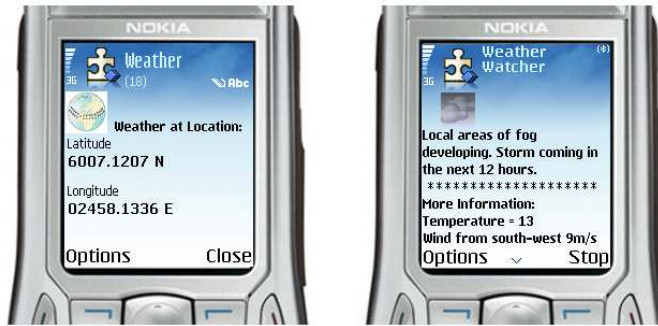 NOKIA
3G
Weather
(18)
Abc
Weather at Location:
Latitude
6007.1207 N
Longitude
02458.1336 E
Options Close
NOKIA
3G
Weather
Watcher
Local areas of fog
developing. Storm coming in
the next 12 hours.
*********************
More Information:
Temperature = 13
Wind from south-west 9m/s
Options Stop